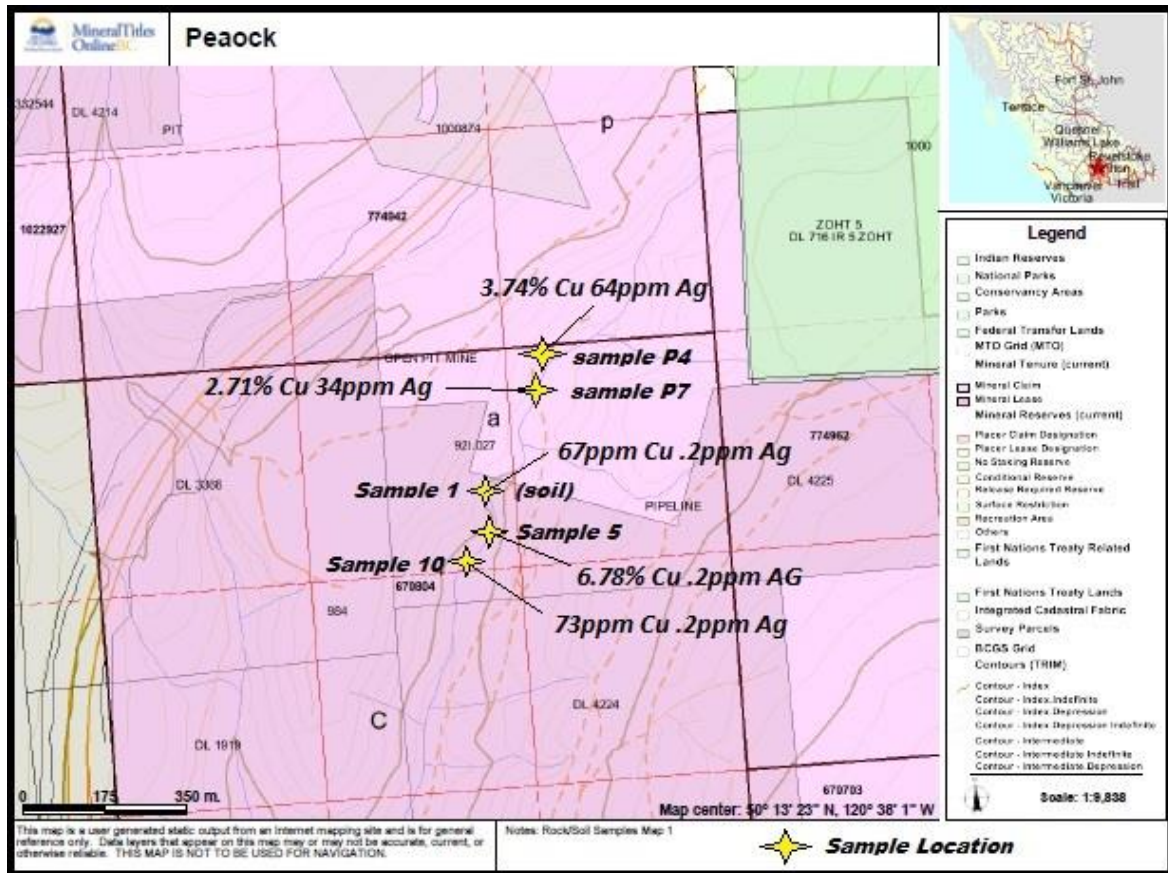 MineralTitles
OnlineBC
Peaock
332544
DL 4214
PIT
1000874
p
1000
774942
1022927
ZOHT 5
DL 716 IR 5 ZOHT
3.74% Cu 64ppm Ag
OPEN PIT MINE
sample P4
2.71% Cu 34ppm Ag
sample P7
a
92I.027
774962
67ppm Cu .2ppm Ag
DL 3388
DL 4225
Sample 1
(soil)
PIPELINE
Sample 5
Sample 10
6.78% Cu .2ppm AG
670804
984
73ppm Cu .2ppm Ag
C
DL 4224
DL 1919
670703
0 175 350 m.
Map center: 50° 13' 23" N, 120° 38' 1" W
Fort St. John
Terrace
Quesnel
Williams Lake
Revelstoke
Trail
Vancouver
Victoria
Legend
Indian Reserves
National Parks
Conservancy Areas
Parks
Federal Transfer Lands
MTO Grid (MTO)
Mineral Tenure (current)
Mineral Claim
Mineral Lease
Mineral Reserves (current)
Placer Claim Designation
Placer Lease Designation
No Staking Reserve
Conditional Reserve
Release Required Reserve
Surface Restriction
Recreation Area
Others
First Nations Treaty Related
Lands
First Nations Treaty Lands
Integrated Cadastral Fabric
Survey Parcels
BCGS Grid
Contours (TRIM)
Contour - Index
Contour - Index Indefinite
Contour - Index Depression
Contour - Index Depression Indefinite
Contour - Intermediate
Contour - Intermediate Indefinite
Contour - Intermediate Depression
Scale: 1:9,838
This map is a user generated static output from an Internet mapping site and is for general
reference only. Data layers that appear on this map may or may not be accurate, current, or
otherwise reliable. THIS MAP IS NOT TO BE USED FOR NAVIGATION.
Notes: Rock/Soil Samples Map 1
Sample Location